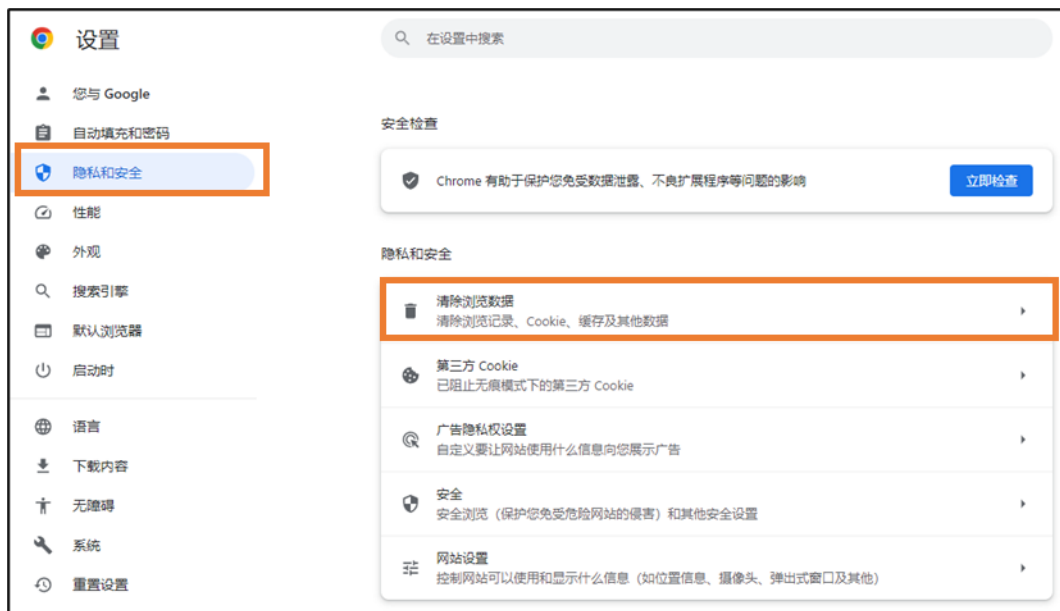 设置
在设置中搜索
您与 Google
自动填充和密码
隐私和安全
性能
外观
搜索引擎
默认浏览器
启动时
语言
下载内容
无障碍
系统
重置设置
安全检查
Chrome 有助于保护您免受数据泄露、不良扩展程序等问题的影响
立即检查
隐私和安全
清除浏览数据
清除浏览记录、Cookie、缓存及其他数据
第三方 Cookie
已阻止无痕模式下的第三方 Cookie
广告隐私权设置
自定义要让网站使用什么信息向您展示广告
安全
安全浏览（保护您免受危险网站的侵害）和其他安全设置
网站设置
控制网站可以使用和显示什么信息（如位置信息、摄像头、弹出式窗口及其他）